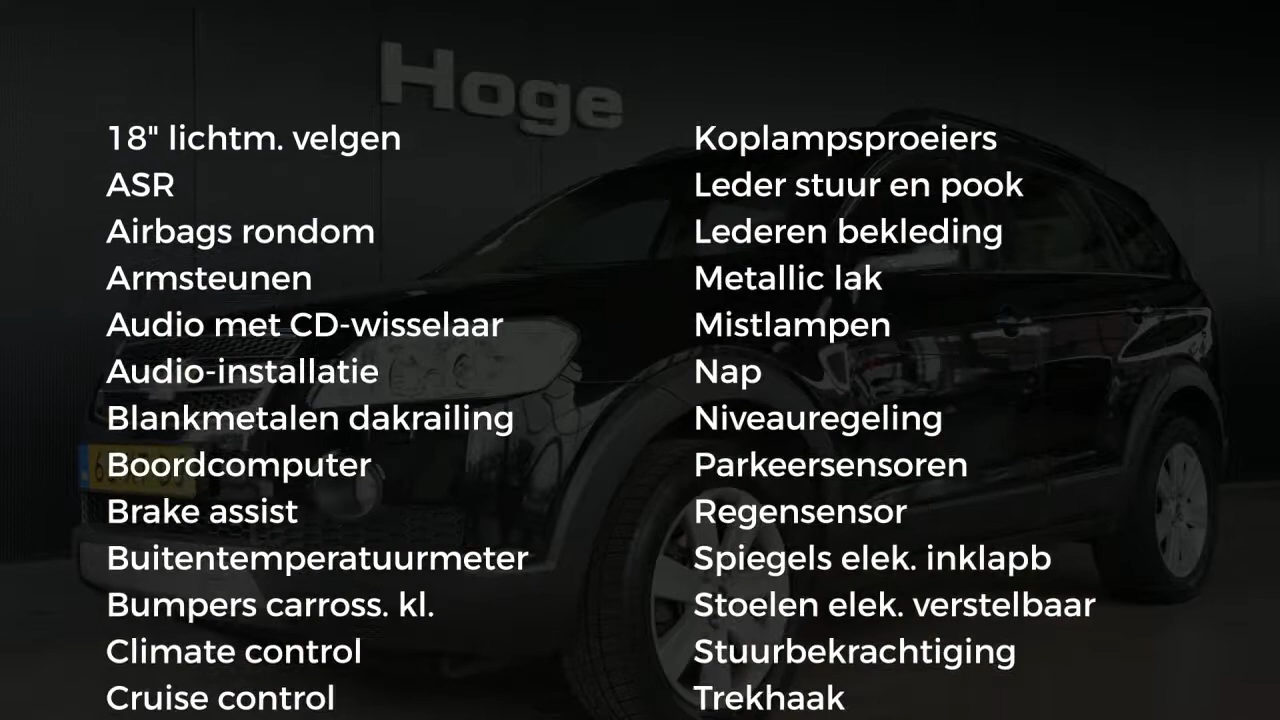 Hoge
18" lichtm. velgen
ASR
Airbags rondom
Armsteunen
Audio met CD-wisselaar
Audio-installatie
Blankmetalen dakrailing
Boordcomputer
Brake assist
Buitentemperatuurmeter
Bumpers carross. kl.
Climate control
Cruise control
Koplampsproeiers
Leder stuur en pook
Lederen bekleding
Metallic lak
Mistlampen
Nap
Niveauregeling
Parkeersensoren
Regensensor
Spiegels elek. inklapb
Stoelen elek. verstelbaar
Stuurbekrachtiging
Trekhaak